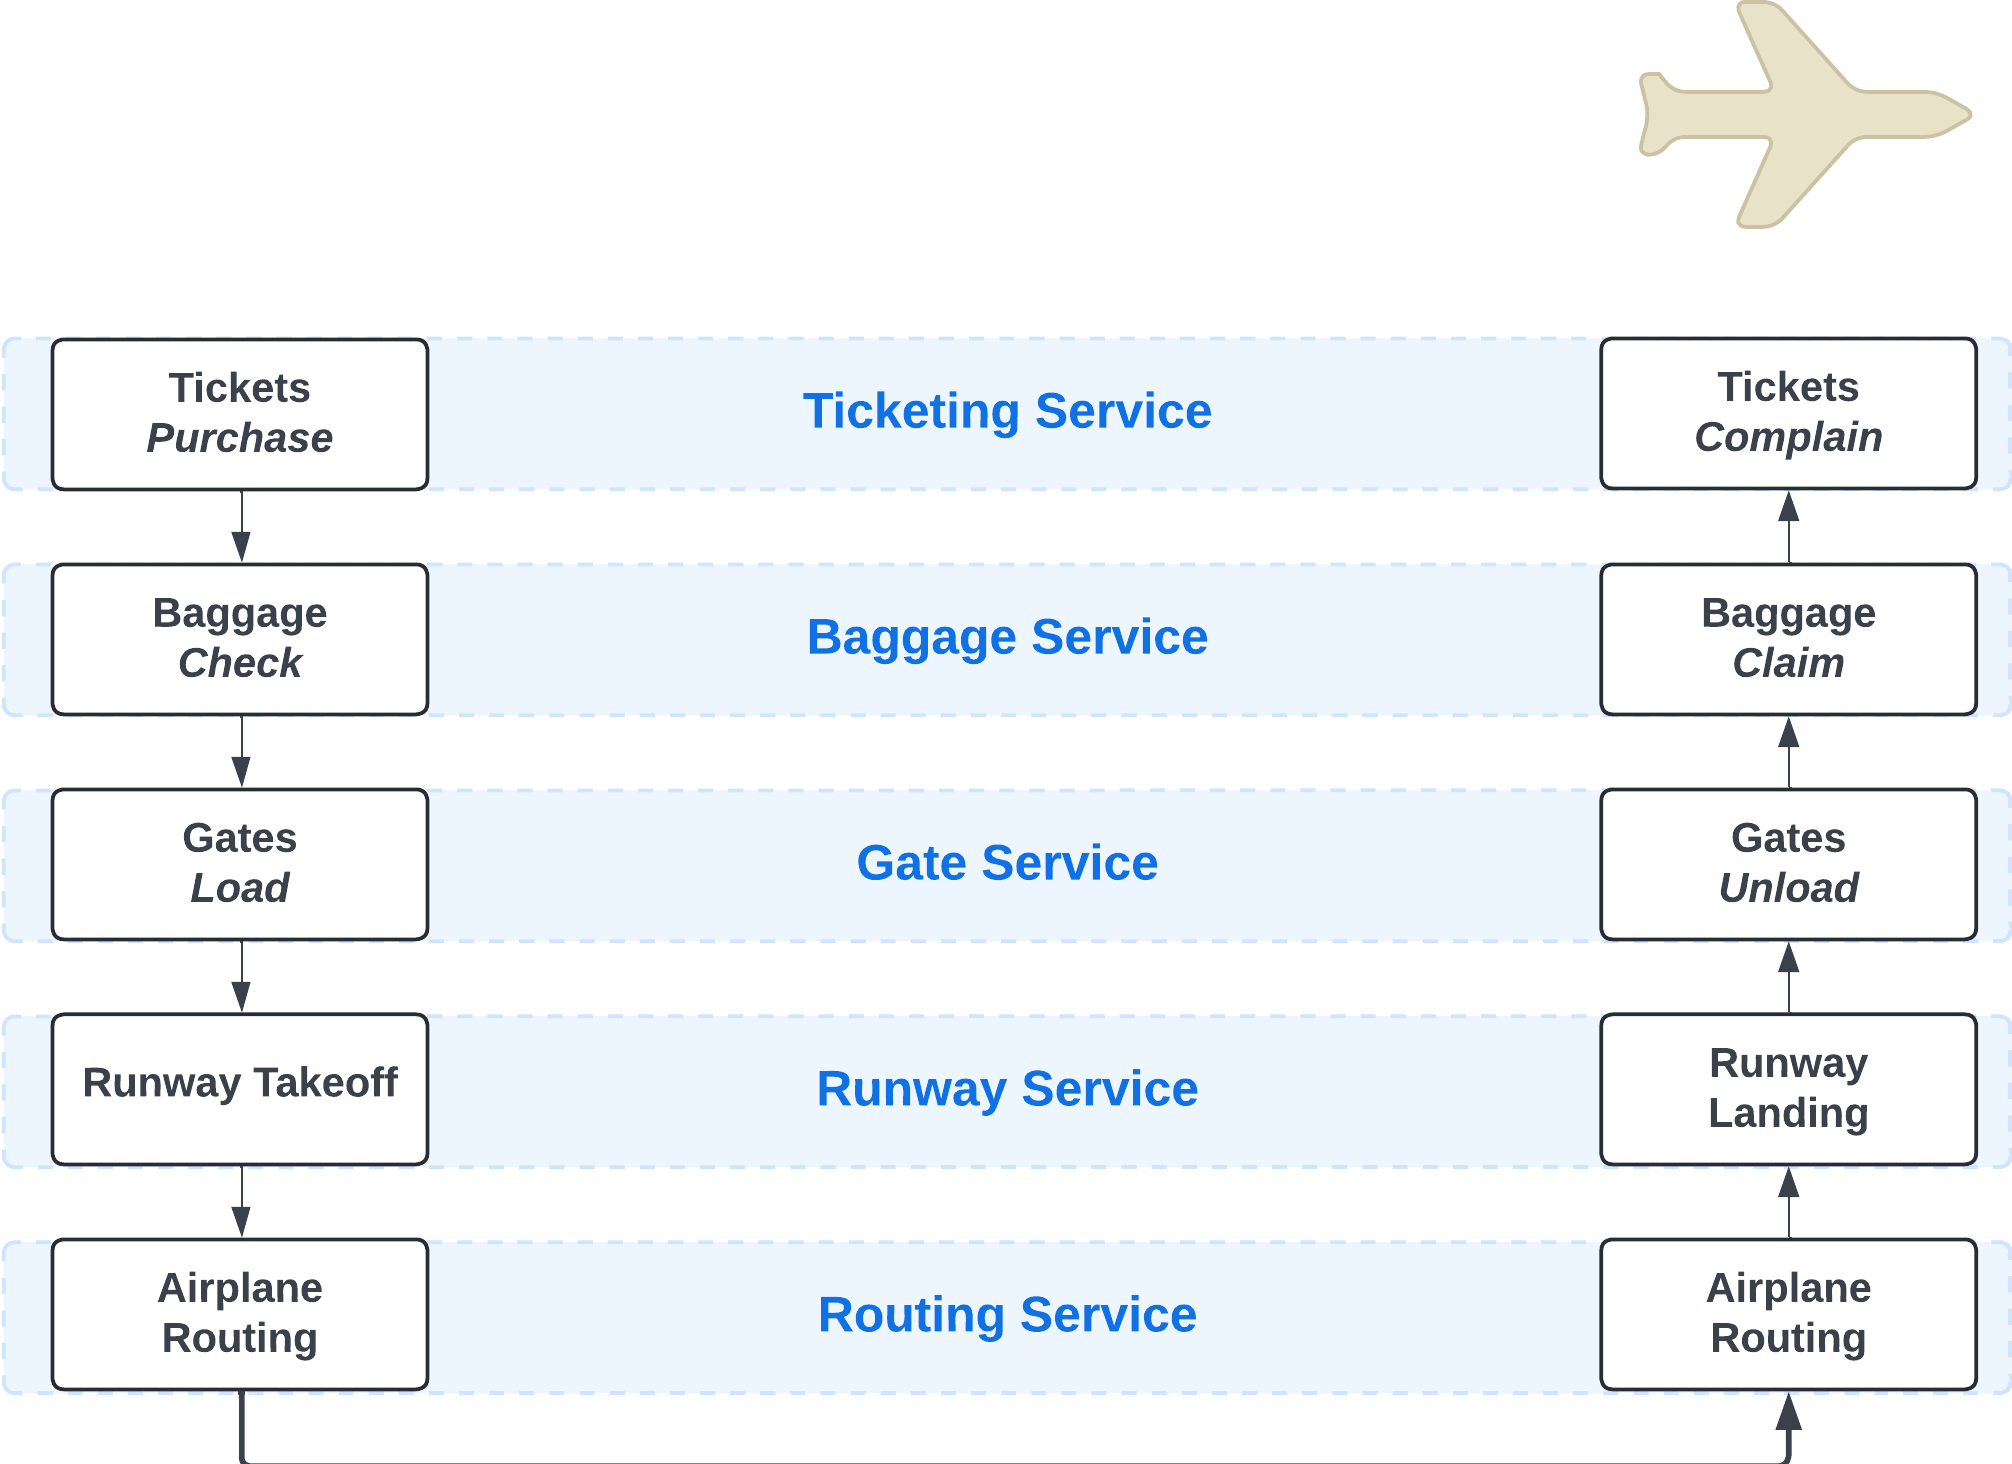 Tickets
Purchase
Ticketing Service
Tickets
Complain
Baggage
Check
Baggage Service
Baggage
Claim
Gates
Load
Gate Service
Gates
Unload
Runway Takeoff
Runway Service
Runway
Landing
Airplane
Routing
Routing Service
Airplane
Routing